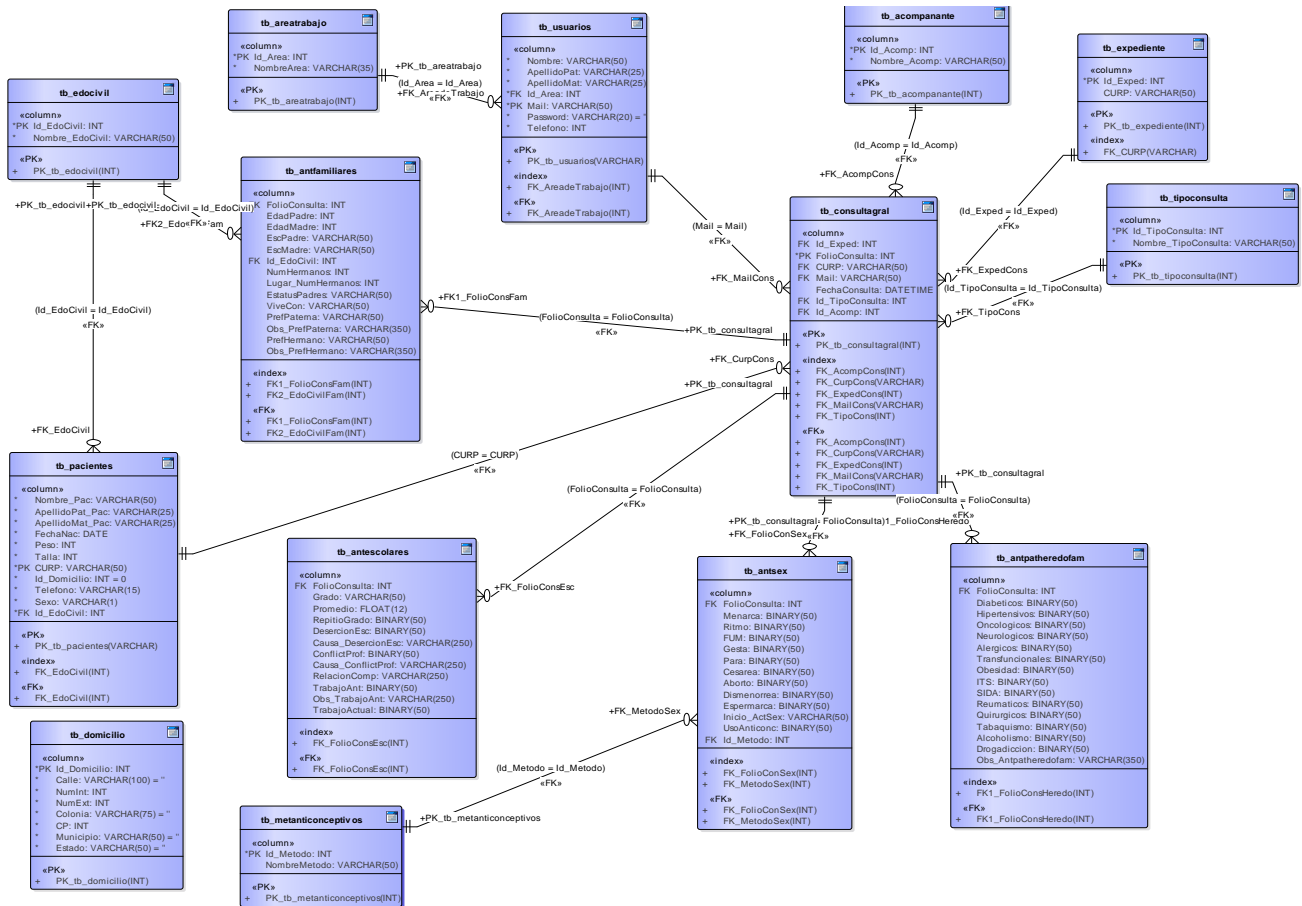 tb_areatrabajo
«column»
*PK Id_Area: INT
* NombreArea: VARCHAR(35)
«PK»
+ PK_tb_areatrabajo(INT)
+PK_tb_areatrabajo
(Id_Area = Id_Area)
«FK»
tb_usuarios
«column»
* Nombre: VARCHAR(50)
* ApellidoPat: VARCHAR(25)
* ApellidoMat: VARCHAR(25)
*FK Id_Area: INT
*PK Mail: VARCHAR(50)
* Password: VARCHAR(20) = ''
* Telefono: INT
«PK»
+ PK_tb_usuarios(VARCHAR)
«index»
+ FK_AreadeTrabajo(INT)
«FK»
+ FK_AreadeTrabajo(INT)
tb_acompanante
«column»
*PK Id_Acomp: INT
* Nombre_Acomp: VARCHAR(50)
«PK»
+ PK_tb_acompanante(INT)
(Id_Acomp = Id_Acomp)
«FK»
+FK_AcompCons
tb_expediente
«column»
*PK Id_Exped: INT
CURP: VARCHAR(50)
«PK»
+ PK_tb_expediente(INT)
«index»
+ FK_CURP(VARCHAR)
(Id_Exped = Id_Exped)
«FK»
+FK_ExpedCons
tb_edocivil
«column»
*PK Id_EdoCivil: INT
* Nombre_EdoCivil: VARCHAR(50)
«PK»
+ PK_tb_edocivil(INT)
+PK_tb_edocivil
+PK_tb_edocivil
(Id_EdoCivil = Id_EdoCivil)
«FK»
(Id_EdoCivil = Id_EdoCivil)
«FK»
+FK_EdoCivil
tb_antfamiliares
«column»
FolioConsulta: INT
EdadPadre: INT
EdadMadre: INT
EscPadre: VARCHAR(50)
EscMadre: VARCHAR(50)
FK Id_EdoCivil: INT
NumHermanos: INT
Lugar_NumHermanos: INT
EstatusPadres: VARCHAR(50)
ViveCon: VARCHAR(50)
PrefPaterna: VARCHAR(50)
Obs_PrefPaterna: VARCHAR(350)
PrefHermano: VARCHAR(50)
Obs_PrefHermano: VARCHAR(350)
«index»
+ FK1_FolioConsFam(INT)
+ FK2_EdoCivilFam(INT)
«FK»
+ FK1_FolioConsFam(INT)
+ FK2_EdoCivilFam(INT)
+FK1_FolioConsFam
(FolioConsulta = FolioConsulta)
«FK»
+PK_tb_consultagral
(Mail = Mail)
«FK»
+FK_MailCons
tb_consultagral
«column»
FK Id_Exped: INT
*PK FolioConsulta: INT
FK CURP: VARCHAR(50)
FK Mail: VARCHAR(50)
FechaConsulta: DATETIME
FK Id_TipoConsulta: INT
FK Id_Acomp: INT
«PK»
+ PK_tb_consultagral(INT)
«index»
+ FK_AcompCons(INT)
+ FK_CurpCons(VARCHAR)
+ FK_ExpedCons(INT)
+ FK_MailCons(VARCHAR)
+ FK_TipoCons(INT)
«FK»
+ FK_AcompCons(INT)
+ FK_CurpCons(VARCHAR)
+ FK_ExpedCons(INT)
+ FK_MailCons(VARCHAR)
+ FK_TipoCons(INT)
tb_tipoconsulta
«column»
*PK Id_TipoConsulta: INT
* Nombre_TipoConsulta: VARCHAR(50)
«PK»
+ PK_tb_tipoconsulta(INT)
(Id_TipoConsulta = Id_TipoConsulta)
«FK»
+FK_TipoCons
+FK_CurpCons
+PK_tb_consultagral
(CURP = CURP)
«FK»
(FolioConsulta = FolioConsulta)
«FK»
+FK_FolioConsEsc
tb_pacientes
«column»
* Nombre_Pac: VARCHAR(50)
* ApellidoPat_Pac: VARCHAR(25)
* ApellidoMat_Pac: VARCHAR(25)
* FechaNac: DATE
* Peso: INT
* Talla: INT
*PK CURP: VARCHAR(50)
* Id_Domicilio: INT = 0
* Telefono: VARCHAR(15)
* Sexo: VARCHAR(1)
*FK Id_EdoCivil: INT
«PK»
+ PK_tb_pacientes(VARCHAR)
«index»
+ FK_EdoCivil(INT)
«FK»
+ FK_EdoCivil(INT)
tb_antescolares
«column»
FK FolioConsulta: INT
Grado: VARCHAR(50)
Promedio: FLOAT(12)
RepitioGrado: BINARY(50)
DesercionEsc: BINARY(50)
Causa_DesercionEsc: VARCHAR(250)
ConflictProf: BINARY(50)
Causa_ConflictProf: VARCHAR(250)
RelacionComp: VARCHAR(250)
TrabajoAnt: BINARY(50)
Obs_TrabajoAnt: VARCHAR(250)
TrabajoActual: BINARY(50)
«index»
+ FK_FolioConsEsc(INT)
«FK»
+ FK_FolioConsEsc(INT)
+PK_tb_consultagral
(FolioConsulta = FolioConsulta)
«FK»
+PK_tb_consultagral
+FK_FolioConSex
«FK»
tb_antsex
«column»
FK FolioConsulta: INT
Menarca: BINARY(50)
Ritmo: BINARY(50)
FUM: BINARY(50)
Gesta: BINARY(50)
Para: BINARY(50)
Cesarea: BINARY(50)
Aborto: BINARY(50)
Dismenorrea: BINARY(50)
Espermarca: BINARY(50)
Inicio_ActSex: VARCHAR(50)
UsoAnticonc: BINARY(50)
FK Id_Metodo: INT
«index»
+ FK_FolioConSex(INT)
+ FK_MetodoSex(INT)
«FK»
+ FK_FolioConSex(INT)
+ FK_MetodoSex(INT)
tb_antpatheredofam
«column»
FK FolioConsulta: INT
Diabeticos: BINARY(50)
Hipertensivos: BINARY(50)
Oncologicos: BINARY(50)
Neurologicos: BINARY(50)
Alergicos: BINARY(50)
Transfuncionales: BINARY(50)
Obesidad: BINARY(50)
ITS: BINARY(50)
SIDA: BINARY(50)
Reumaticos: BINARY(50)
Quirurgicos: BINARY(50)
Tabaquismo: BINARY(50)
Alcoholismo: BINARY(50)
Drogadiccion: BINARY(50)
Obs_Antpatheredofam: VARCHAR(350)
«index»
+ FK1_FolioConsHeredo(INT)
«FK»
+ FK1_FolioConsHeredo(INT)
tb_domicilio
«column»
*PK Id_Domicilio: INT
* Calle: VARCHAR(100) = ''
* NumInt: INT
* NumExt: INT
* Colonia: VARCHAR(75) = ''
* CP: INT
* Municipio: VARCHAR(50) = ''
* Estado: VARCHAR(50) = ''
«PK»
+ PK_tb_domicilio(INT)
+FK_MetodoSex
(Id_Metodo = Id_Metodo)
«FK»
+PK_tb_metanticonceptivos
tb_metanticonceptivos
«column»
*PK Id_Metodo: INT
NombreMetodo: VARCHAR(50)
«PK»
+ PK_tb_metanticonceptivos(INT)